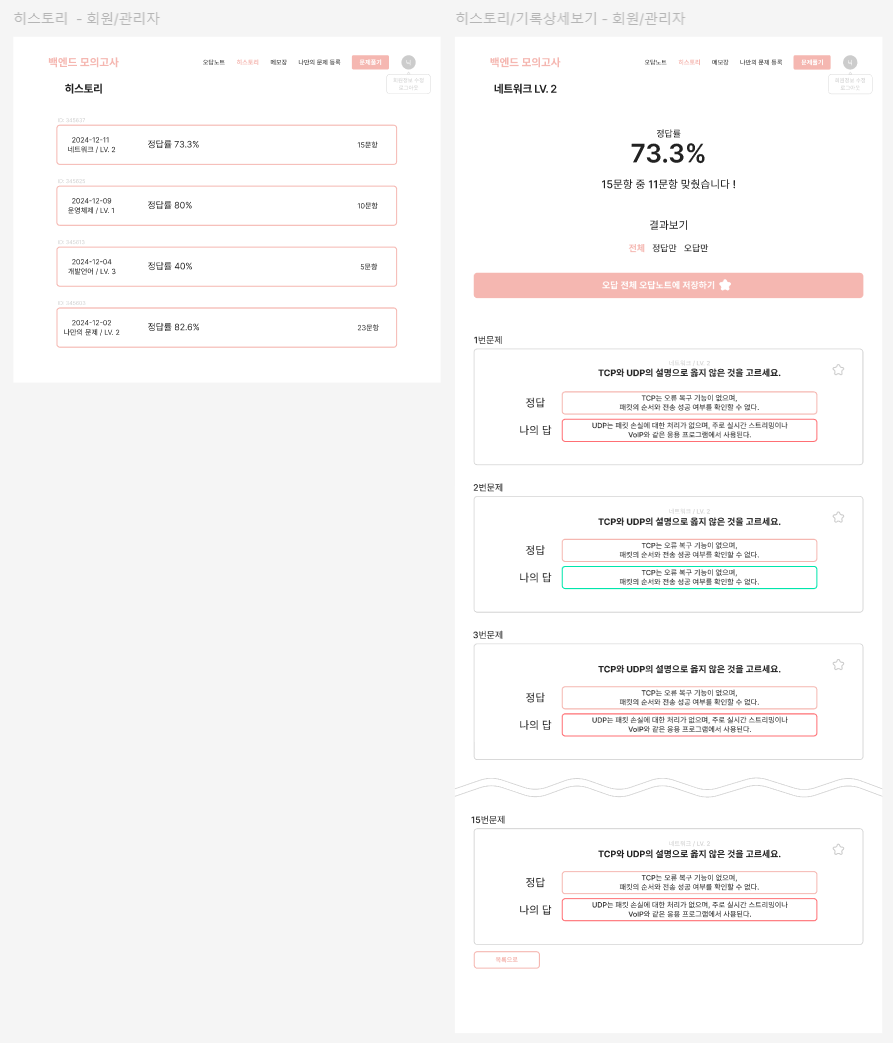 히스토리 - 회원/관리자
백엔드 모의고사
오답노트 히스토리 메모장 나만의 문제 등록 문제풀기 닉
회원정보 수정
로그아웃
히스토리
2024-12-11
네트워크 / LV. 2
정답률 73.3%
15문항
2024-12-09
운영체제 / LV. 1
정답률 80%
10문항
2024-12-04
개발언어 / LV. 3
정답률 40%
5문항
2024-12-02
나만의 문제 / LV. 2
정답률 82.6%
23문항
히스토리/기록상세보기 - 회원/관리자
백엔드 모의고사
오답노트 히스토리 메모장 나만의 문제 등록 문제풀기 닉
회원정보 수정
로그아웃
네트워크 LV. 2
정답률
73.3%
15문항 중 11문항 맞췄습니다 !
결과보기
전체 정답만 오답만
오답 전체 오답노트에 저장하기
1번문제
네트워크 / LV. 2
TCP와 UDP의 설명으로 옳지 않은 것을 고르세요.
정답
TCP는 오류 복구 기능이 없으며,
패킷의 순서와 전송 성공 여부를 확인할 수 없다.
나의 답
UDP는 패킷 손실에 대한 처리가 없으며, 주로 실시간 스트리밍이나
VoIP와 같은 응용 프로그램에서 사용된다.
2번문제
네트워크 / LV. 2
TCP와 UDP의 설명으로 옳지 않은 것을 고르세요.
정답
TCP는 오류 복구 기능이 없으며,
패킷의 순서와 전송 성공 여부를 확인할 수 없다.
나의 답
TCP는 오류 복구 기능이 없으며,
패킷의 순서와 전송 성공 여부를 확인할 수 없다.
3번문제
TCP와 UDP의 설명으로 옳지 않은 것을 고르세요.
정답
TCP는 오류 복구 기능이 없으며,
패킷의 순서와 전송 성공 여부를 확인할 수 없다.
나의 답
UDP는 패킷 손실에 대한 처리가 없으며, 주로 실시간 스트리밍이나
VoIP와 같은 응용 프로그램에서 사용된다.
15번문제
네트워크 / LV. 2
TCP와 UDP의 설명으로 옳지 않은 것을 고르세요.
정답
TCP는 오류 복구 기능이 없으며,
패킷의 순서와 전송 성공 여부를 확인할 수 없다.
나의 답
UDP는 패킷 손실에 대한 처리가 없으며, 주로 실시간 스트리밍이나
VoIP와 같은 응용 프로그램에서 사용된다.
목록으로